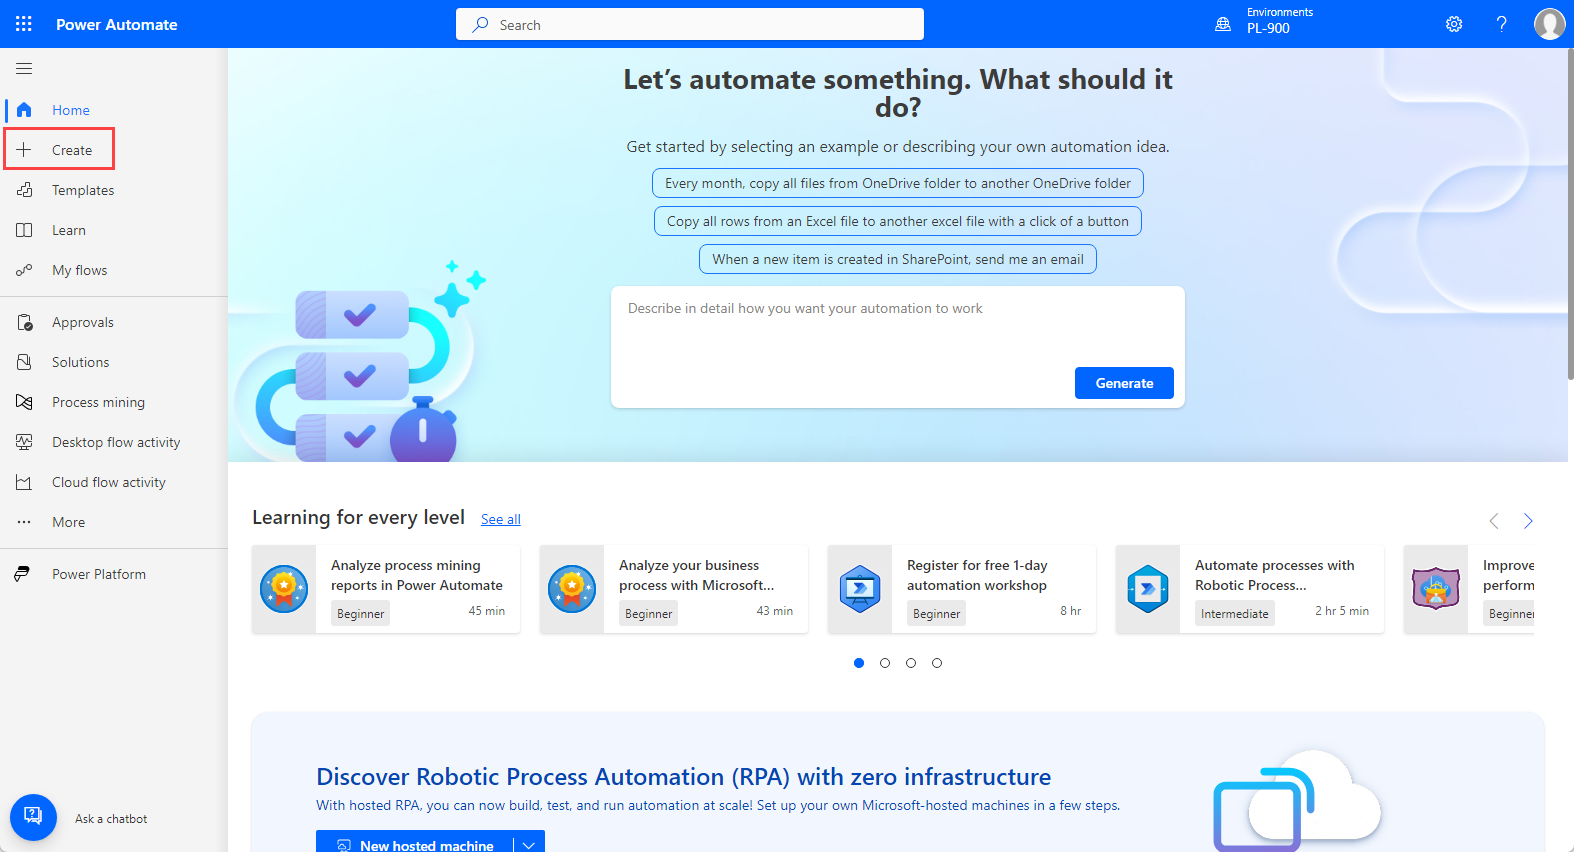 Power Automate
Search
Environments
PL-900
Home
Create
Templates
Learn
My flows
Approvals
Solutions
Process mining
Desktop flow activity
Cloud flow activity
More
Power Platform
Ask a chatbot
Let's automate something. What should it
do?
Get started by selecting an example or describing your own automation idea.
Every month, copy all files from OneDrive folder to another OneDrive folder
Copy all rows from an Excel file to another excel file with a click of a button
When a new item is created in SharePoint, send me an email
Describe in detail how you want your automation to work
Generate
Learning for every level See all
Analyze process mining
reports in Power Automate
Beginner 45 min
Analyze your business
process with Microsoft...
Beginner 43 min
Register for free 1-day
automation workshop
Beginner 8 hr
Automate processes with
Robotic Process...
Intermediate 2 hr 5 min
Improve
perform
Beginner
Discover Robotic Process Automation (RPA) with zero infrastructure
With hosted RPA, you can now build, test, and run automation at scale! Set up your own Microsoft-hosted machines in a few steps.
New hosted machine